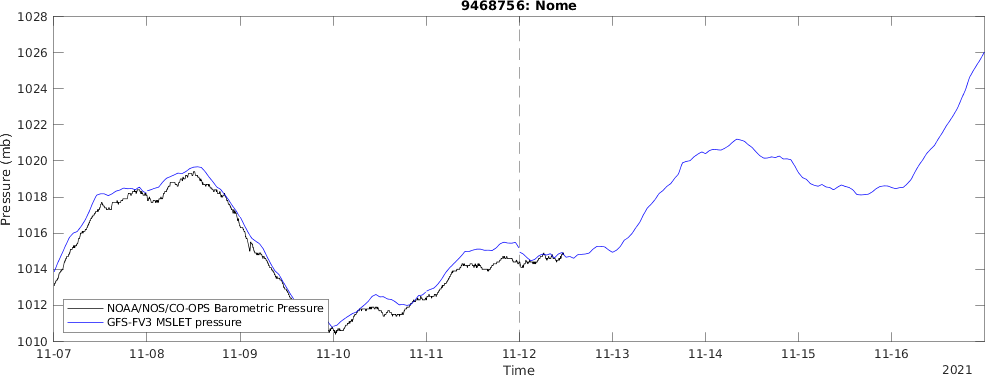 9468756: Nome
1028
1026
1024
1022
1020
1018
1016
1014
1012
1010
Pressure (mb)
NOAA/NOS/CO-OPS Barometric Pressure
GFS-FV3 MSLET pressure
11-07 11-08 11-09 11-10 11-11 11-12 11-13 11-14 11-15 11-16
Time
2021